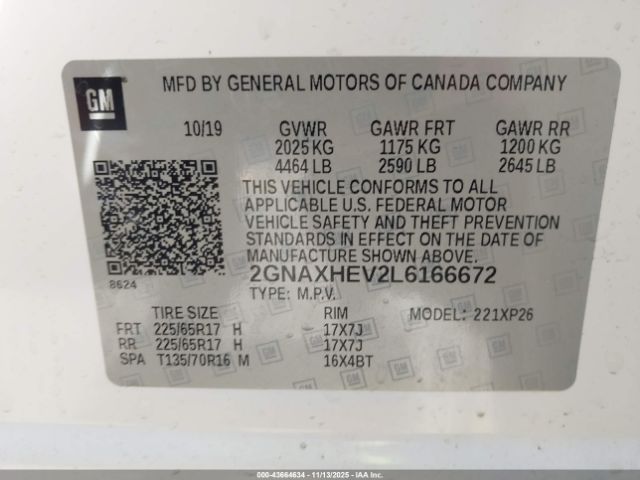 GM
MFD BY GENERAL MOTORS OF CANADA COMPANY
10/19 GVWR GAWR FRT GAWR RR
2025 KG 1175 KG 1200 KG
4464 LB 2590 LB 2645 LB
THIS VEHICLE CONFORMS TO ALL
APPLICABLE U.S. FEDERAL MOTOR
VEHICLE SAFETY AND THEFT PREVENTION
STANDARDS IN EFFECT ON THE DATE OF
MANUFACTURE SHOWN ABOVE.
2GNAXHEV2L6166672
8624
TYPE: M.P.V.
TIRE SIZE RIM MODEL: 221XP26
FRT 225/65R17 H 17X7J
RR 225/65R17 H 17X7J
SPA T135/70R16 M 16X4BT
000-43664634 - 11/13/2025 - IAA Inc.